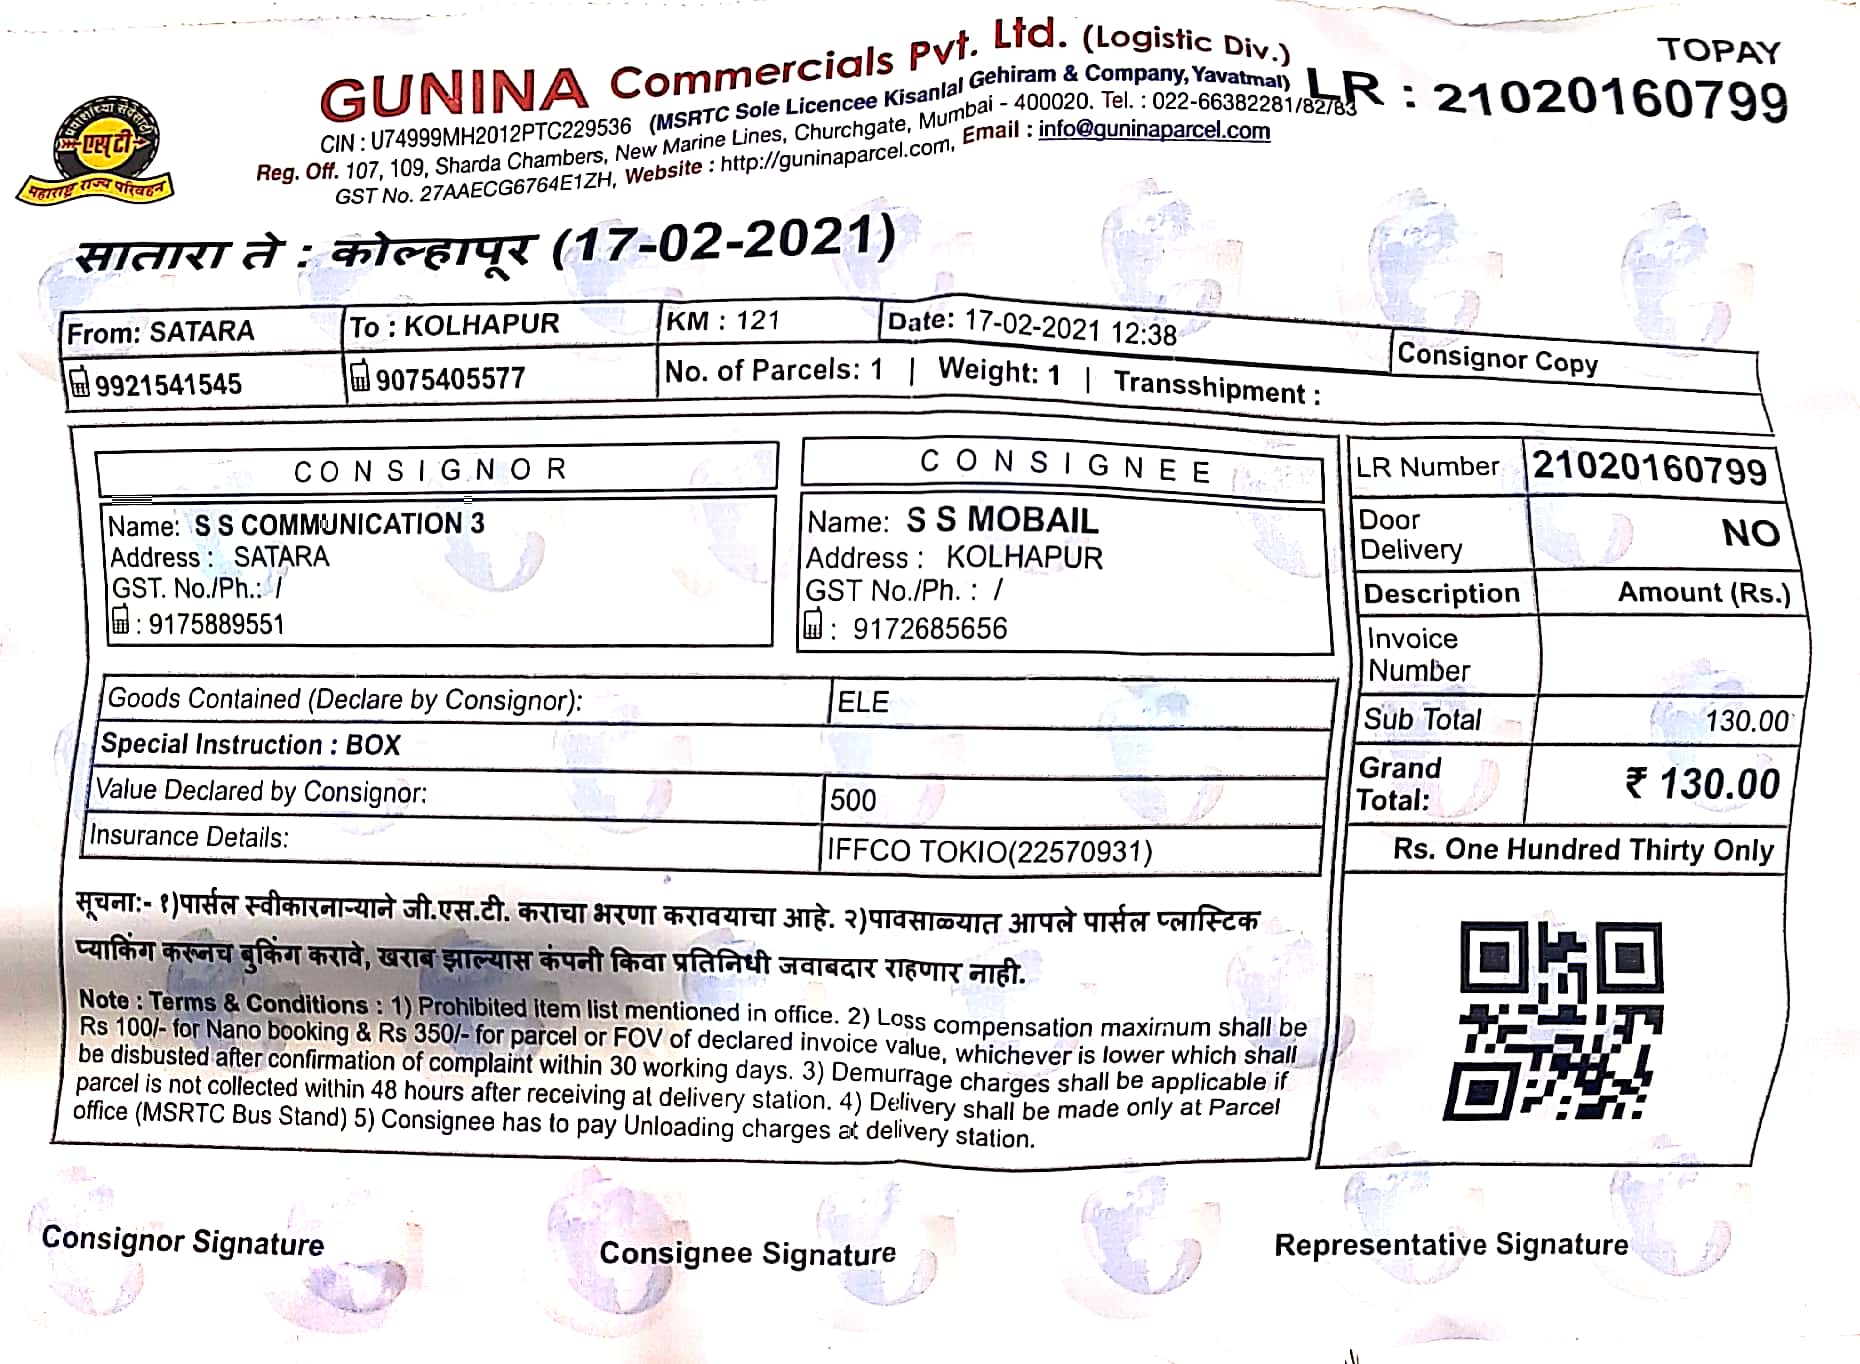 TOPAY
GUNINA Commercials Pvt. Ltd. (Logistic Div.)
LR : 21020160799
CIN : U74999MH2012PTC229536 (MSRTC Sole Licencee Kisanlal Gehiram & Company, Yavatmal)
Reg. Off. 107, 109, Sharda Chambers, New Marine Lines, Churchgate, Mumbai - 400020. Tel. : 022-66382281/82/83
GST No. 27AAECG6764E1ZH, Website : http://guninaparcel.com, Email : info@guninaparcel.com
एस टी
महाराष्ट्र राज्य परिवहन
सातारा ते : कोल्हापूर (17-02-2021)
From: SATARA To : KOLHAPUR KM : 121 Date: 17-02-2021 12:38 Consignor Copy
9921541545 9075405577 No. of Parcels: 1 | Weight: 1 | Transshipment :
CONSIGNOR
Name: S S COMMUNICATION 3
Address : SATARA
GST. No./Ph.: /
: 9175889551
CONSIGNEE
Name: S S MOBAIL
Address : KOLHAPUR
GST No./Ph. : /
: 9172685656
Goods Contained (Declare by Consignor): ELE
Special Instruction : BOX
Value Declared by Consignor: 500
Insurance Details: IFFCO TOKIO(22570931)
LR Number 21020160799
Door
Delivery NO
Description Amount (Rs.)
Invoice
Number
Sub Total 130.00
Grand
Total: ₹ 130.00
Rs. One Hundred Thirty Only
सूचना:- १)पार्सल स्वीकारनाऱ्याने जी.एस.टी. कराचा भरणा करावयाचा आहे. २)पावसाळ्यात आपले पार्सल प्लास्टिक
प्याकिंग करूनच बुकिंग करावे, खराब झाल्यास कंपनी किवा प्रतिनिधी जवाबदार राहणार नाही.
Note : Terms & Conditions : 1) Prohibited item list mentioned in office. 2) Loss compensation maximum shall be
Rs 100/- for Nano booking & Rs 350/- for parcel or FOV of declared invoice value, whichever is lower which shall
be disbusted after confirmation of complaint within 30 working days. 3) Demurrage charges shall be applicable if
parcel is not collected within 48 hours after receiving at delivery station. 4) Delivery shall be made only at Parcel
office (MSRTC Bus Stand) 5) Consignee has to pay Unloading charges at delivery station.
Consignor Signature Consignee Signature Representative Signature